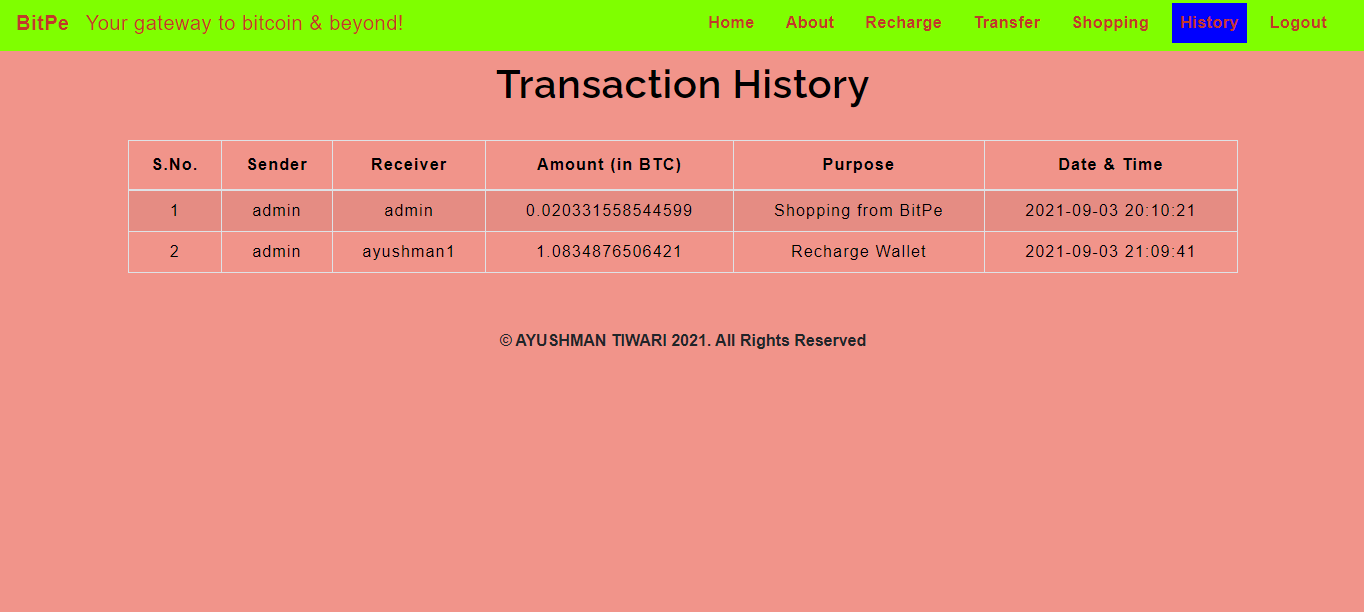 BitPe Your gateway to bitcoin & beyond! Home About Recharge Transfer Shopping History Logout
Transaction History
S.No. Sender Receiver Amount (in BTC) Purpose Date & Time
1 admin admin 0.020331558544599 Shopping from BitPe 2021-09-03 20:10:21
2 admin ayushman1 1.0834876506421 Recharge Wallet 2021-09-03 21:09:41
© AYUSHMAN TIWARI 2021. All Rights Reserved